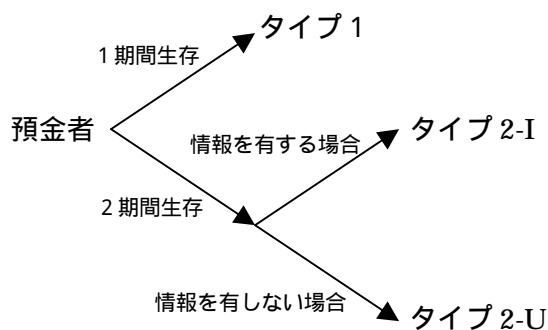 タイプ 1
1 期間生存
預金者
タイプ 2-I
情報を有する場合
2 期間生存
情報を有しない場合
タイプ 2-U